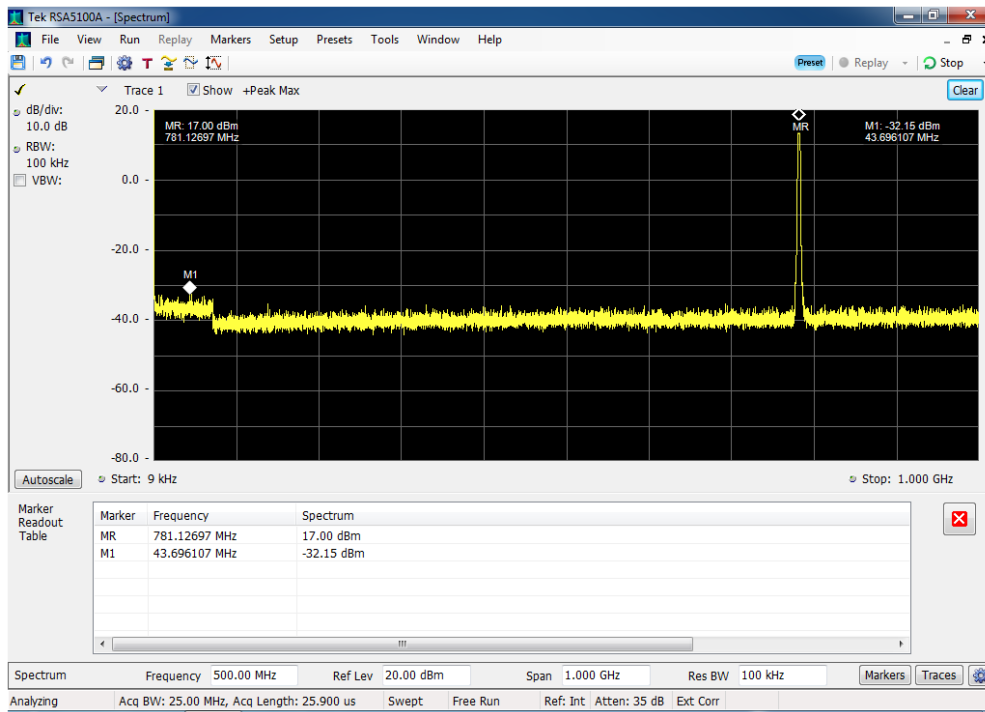 Tek RSA5100A - [Spectrum]
File View Run Replay Markers Setup Presets Tools Window Help
T Preset Replay Stop
Trace 1 Show +Peak Max Clear
dB/div:
10.0 dB
RBW:
100 kHz
VBW:
20.0
0.0
-20.0
-40.0
-60.0
-80.0
MR: 17.00 dBm
781.12697 MHz
MR
M1: -32.15 dBm
43.696107 MHz
M1
Autoscale Start: 9 kHz Stop: 1.000 GHz
Marker
Readout
Table
Marker Frequency Spectrum
MR 781.12697 MHz 17.00 dBm
M1 43.696107 MHz -32.15 dBm
Spectrum Frequency 500.00 MHz Ref Lev 20.00 dBm Span 1.000 GHz Res BW 100 kHz Markers Traces
Analyzing Acq BW: 25.00 MHz, Acq Length: 25.900 us Swept Free Run Ref: Int Atten: 35 dB Ext Corr